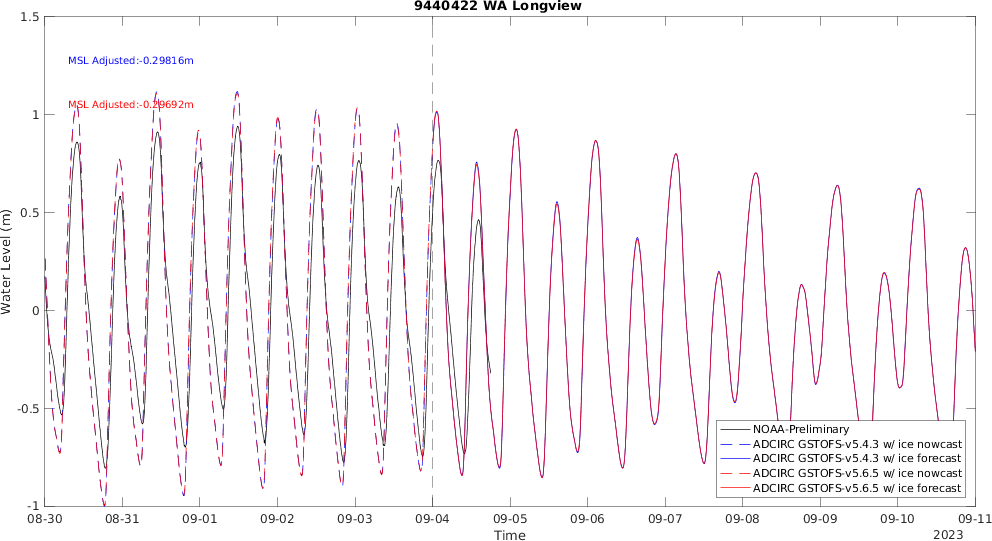 9440422 WA Longview
MSL Adjusted:-0.29816m
MSL Adjusted:-0.29692m
Water Level (m)
1.5
1
0.5
0
-0.5
-1
NOAA-Preliminary
ADCIRC GSTOFS-v5.4.3 w/ ice nowcast
ADCIRC GSTOFS-v5.4.3 w/ ice forecast
ADCIRC GSTOFS-v5.6.5 w/ ice nowcast
ADCIRC GSTOFS-v5.6.5 w/ ice forecast
08-30 08-31 09-01 09-02 09-03 09-04 09-05 09-06 09-07 09-08 09-09 09-10 09-11
Time
2023